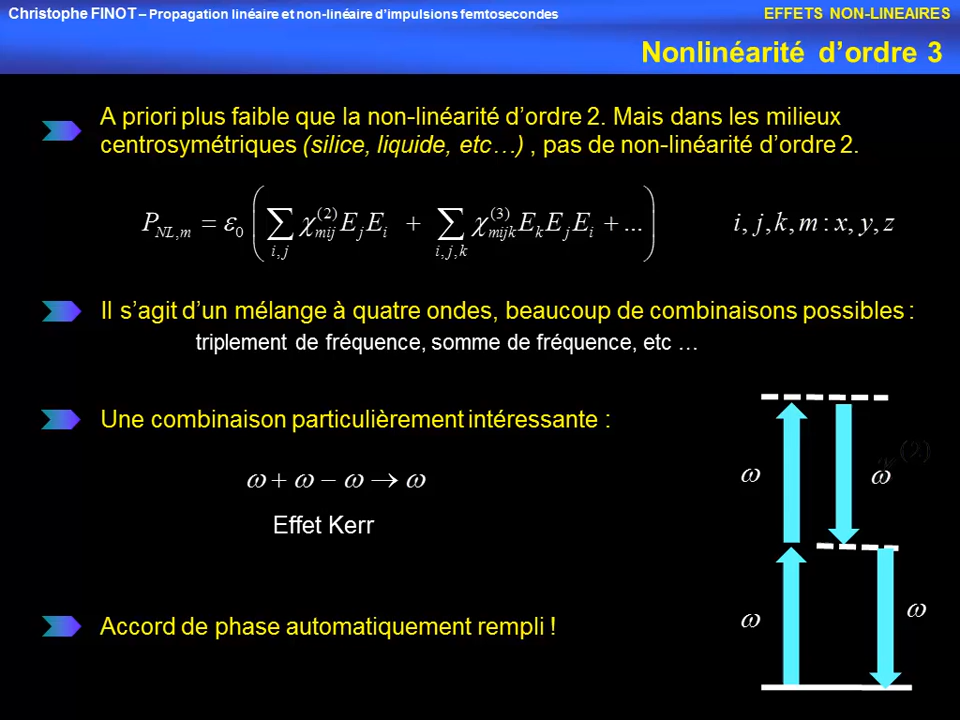 Christophe FINOT – Propagation linéaire et non-linéaire d'impulsions femtosecondes
EFFETS NON-LINEAIRES
Nonlinéarité d'ordre 3
A priori plus faible que la non-linéarité d'ordre 2. Mais dans les milieux
centrosymétriques (silice, liquide, etc…) , pas de non-linéarité d'ordre 2.
P_{NL,m} = ε_0 ( ∑_{i,j} χ^{(2)}_{mij} E_j E_i + ∑_{i,j,k} χ^{(3)}_{mijk} E_k E_j E_i + ... ) i, j, k, m : x, y, z
Il s'agit d'un mélange à quatre ondes, beaucoup de combinaisons possibles :
triplement de fréquence, somme de fréquence, etc …
Une combinaison particulièrement intéressante :
ω + ω − ω → ω
Effet Kerr
Accord de phase automatiquement rempli !
ω
ω
(2)
ω
ω